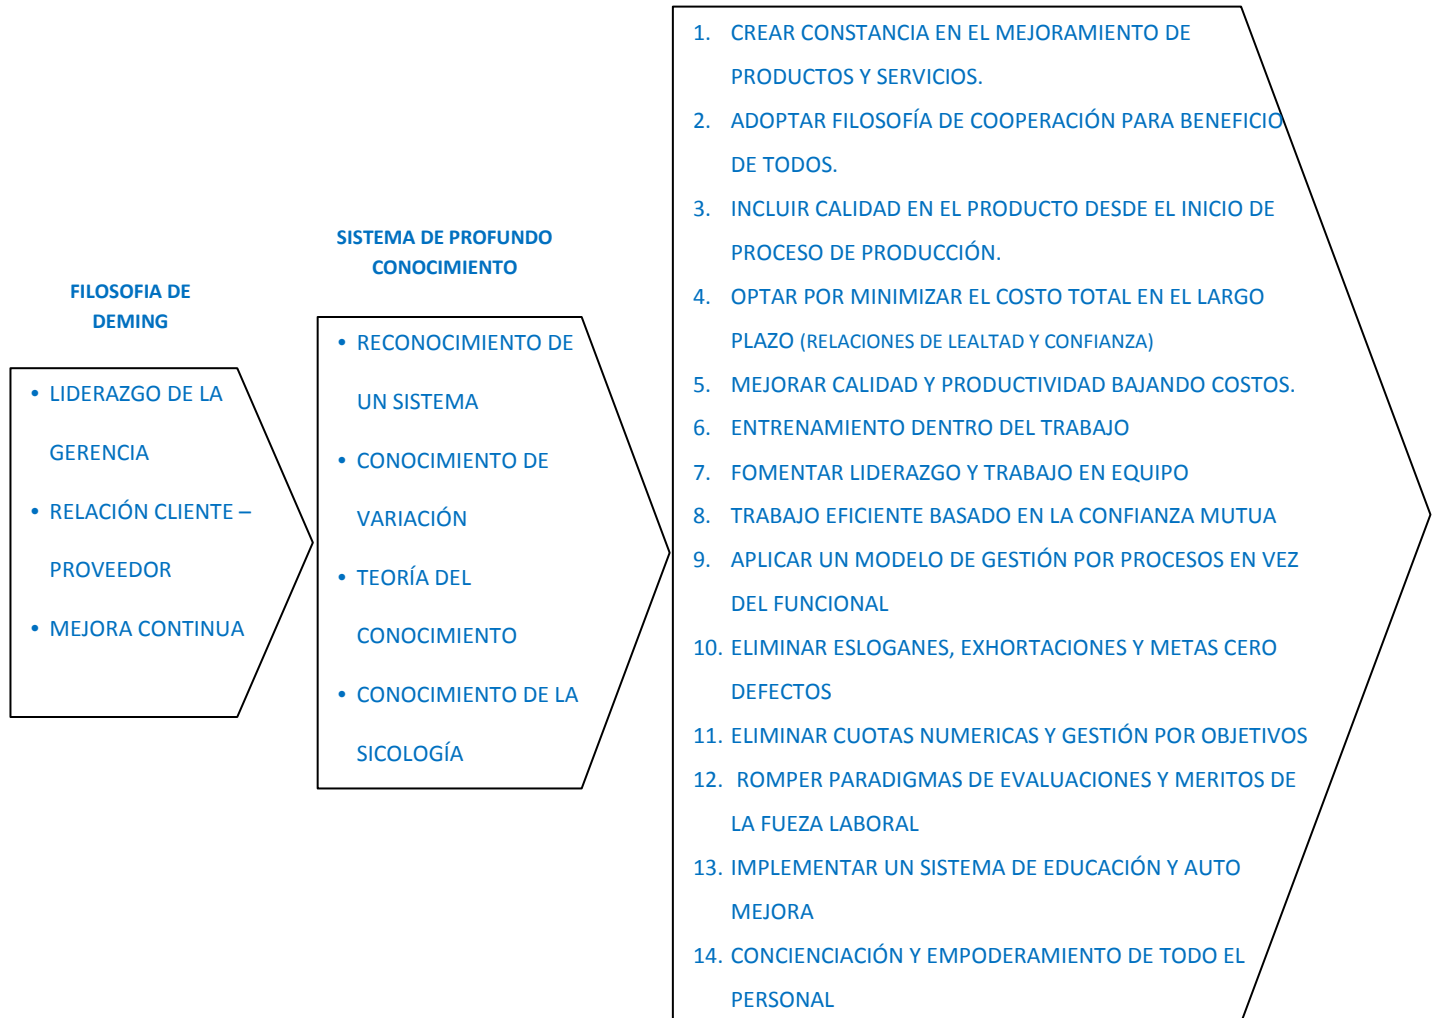 FILOSOFIA DE
DEMING
• LIDERAZGO DE LA
GERENCIA
• RELACIÓN CLIENTE –
PROVEEDOR
• MEJORA CONTINUA
SISTEMA DE PROFUNDO
CONOCIMIENTO
• RECONOCIMIENTO DE
UN SISTEMA
• CONOCIMIENTO DE
VARIACIÓN
• TEORÍA DEL
CONOCIMIENTO
• CONOCIMIENTO DE LA
SICOLOGÍA
1. CREAR CONSTANCIA EN EL MEJORAMIENTO DE
PRODUCTOS Y SERVICIOS.
2. ADOPTAR FILOSOFÍA DE COOPERACIÓN PARA BENEFICIO
DE TODOS.
3. INCLUIR CALIDAD EN EL PRODUCTO DESDE EL INICIO DE
PROCESO DE PRODUCCIÓN.
4. OPTAR POR MINIMIZAR EL COSTO TOTAL EN EL LARGO
PLAZO (RELACIONES DE LEALTAD Y CONFIANZA)
5. MEJORAR CALIDAD Y PRODUCTIVIDAD BAJANDO COSTOS.
6. ENTRENAMIENTO DENTRO DEL TRABAJO
7. FOMENTAR LIDERAZGO Y TRABAJO EN EQUIPO
8. TRABAJO EFICIENTE BASADO EN LA CONFIANZA MUTUA
9. APLICAR UN MODELO DE GESTIÓN POR PROCESOS EN VEZ
DEL FUNCIONAL
10. ELIMINAR ESLOGANES, EXHORTACIONES Y METAS CERO
DEFECTOS
11. ELIMINAR CUOTAS NUMERICAS Y GESTIÓN POR OBJETIVOS
12. ROMPER PARADIGMAS DE EVALUACIONES Y MERITOS DE
LA FUEZA LABORAL
13. IMPLEMENTAR UN SISTEMA DE EDUCACIÓN Y AUTO
MEJORA
14. CONCIENCIACIÓN Y EMPODERAMIENTO DE TODO EL
PERSONAL